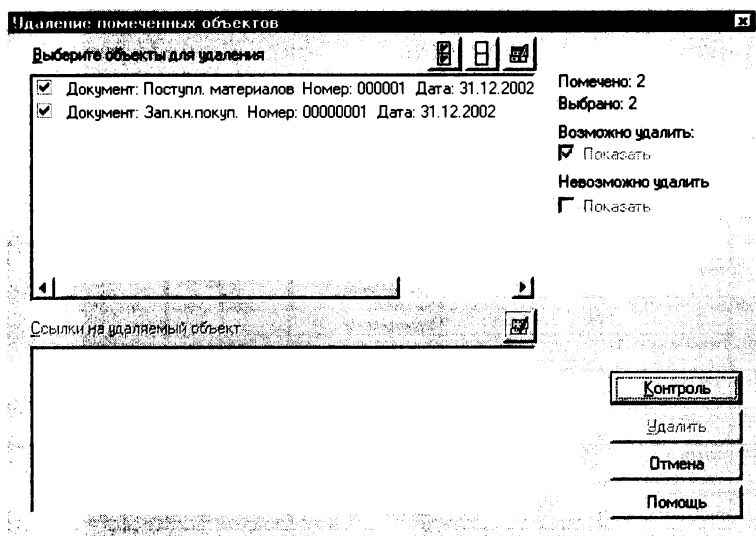 Удаление помеченных объектов
Выберите объекты для удаления
Документ: Поступл. материалов Номер: 000001 Дата: 31.12.2002
Документ: Зап.кн.покуп. Номер: 00000001 Дата: 31.12.2002
Помечено: 2
Выбрано: 2
Возможно удалить:
Показать
Невозможно удалить
Показать
Ссылки на удаляемый объект
Контроль
Удалить
Отмена
Помощь